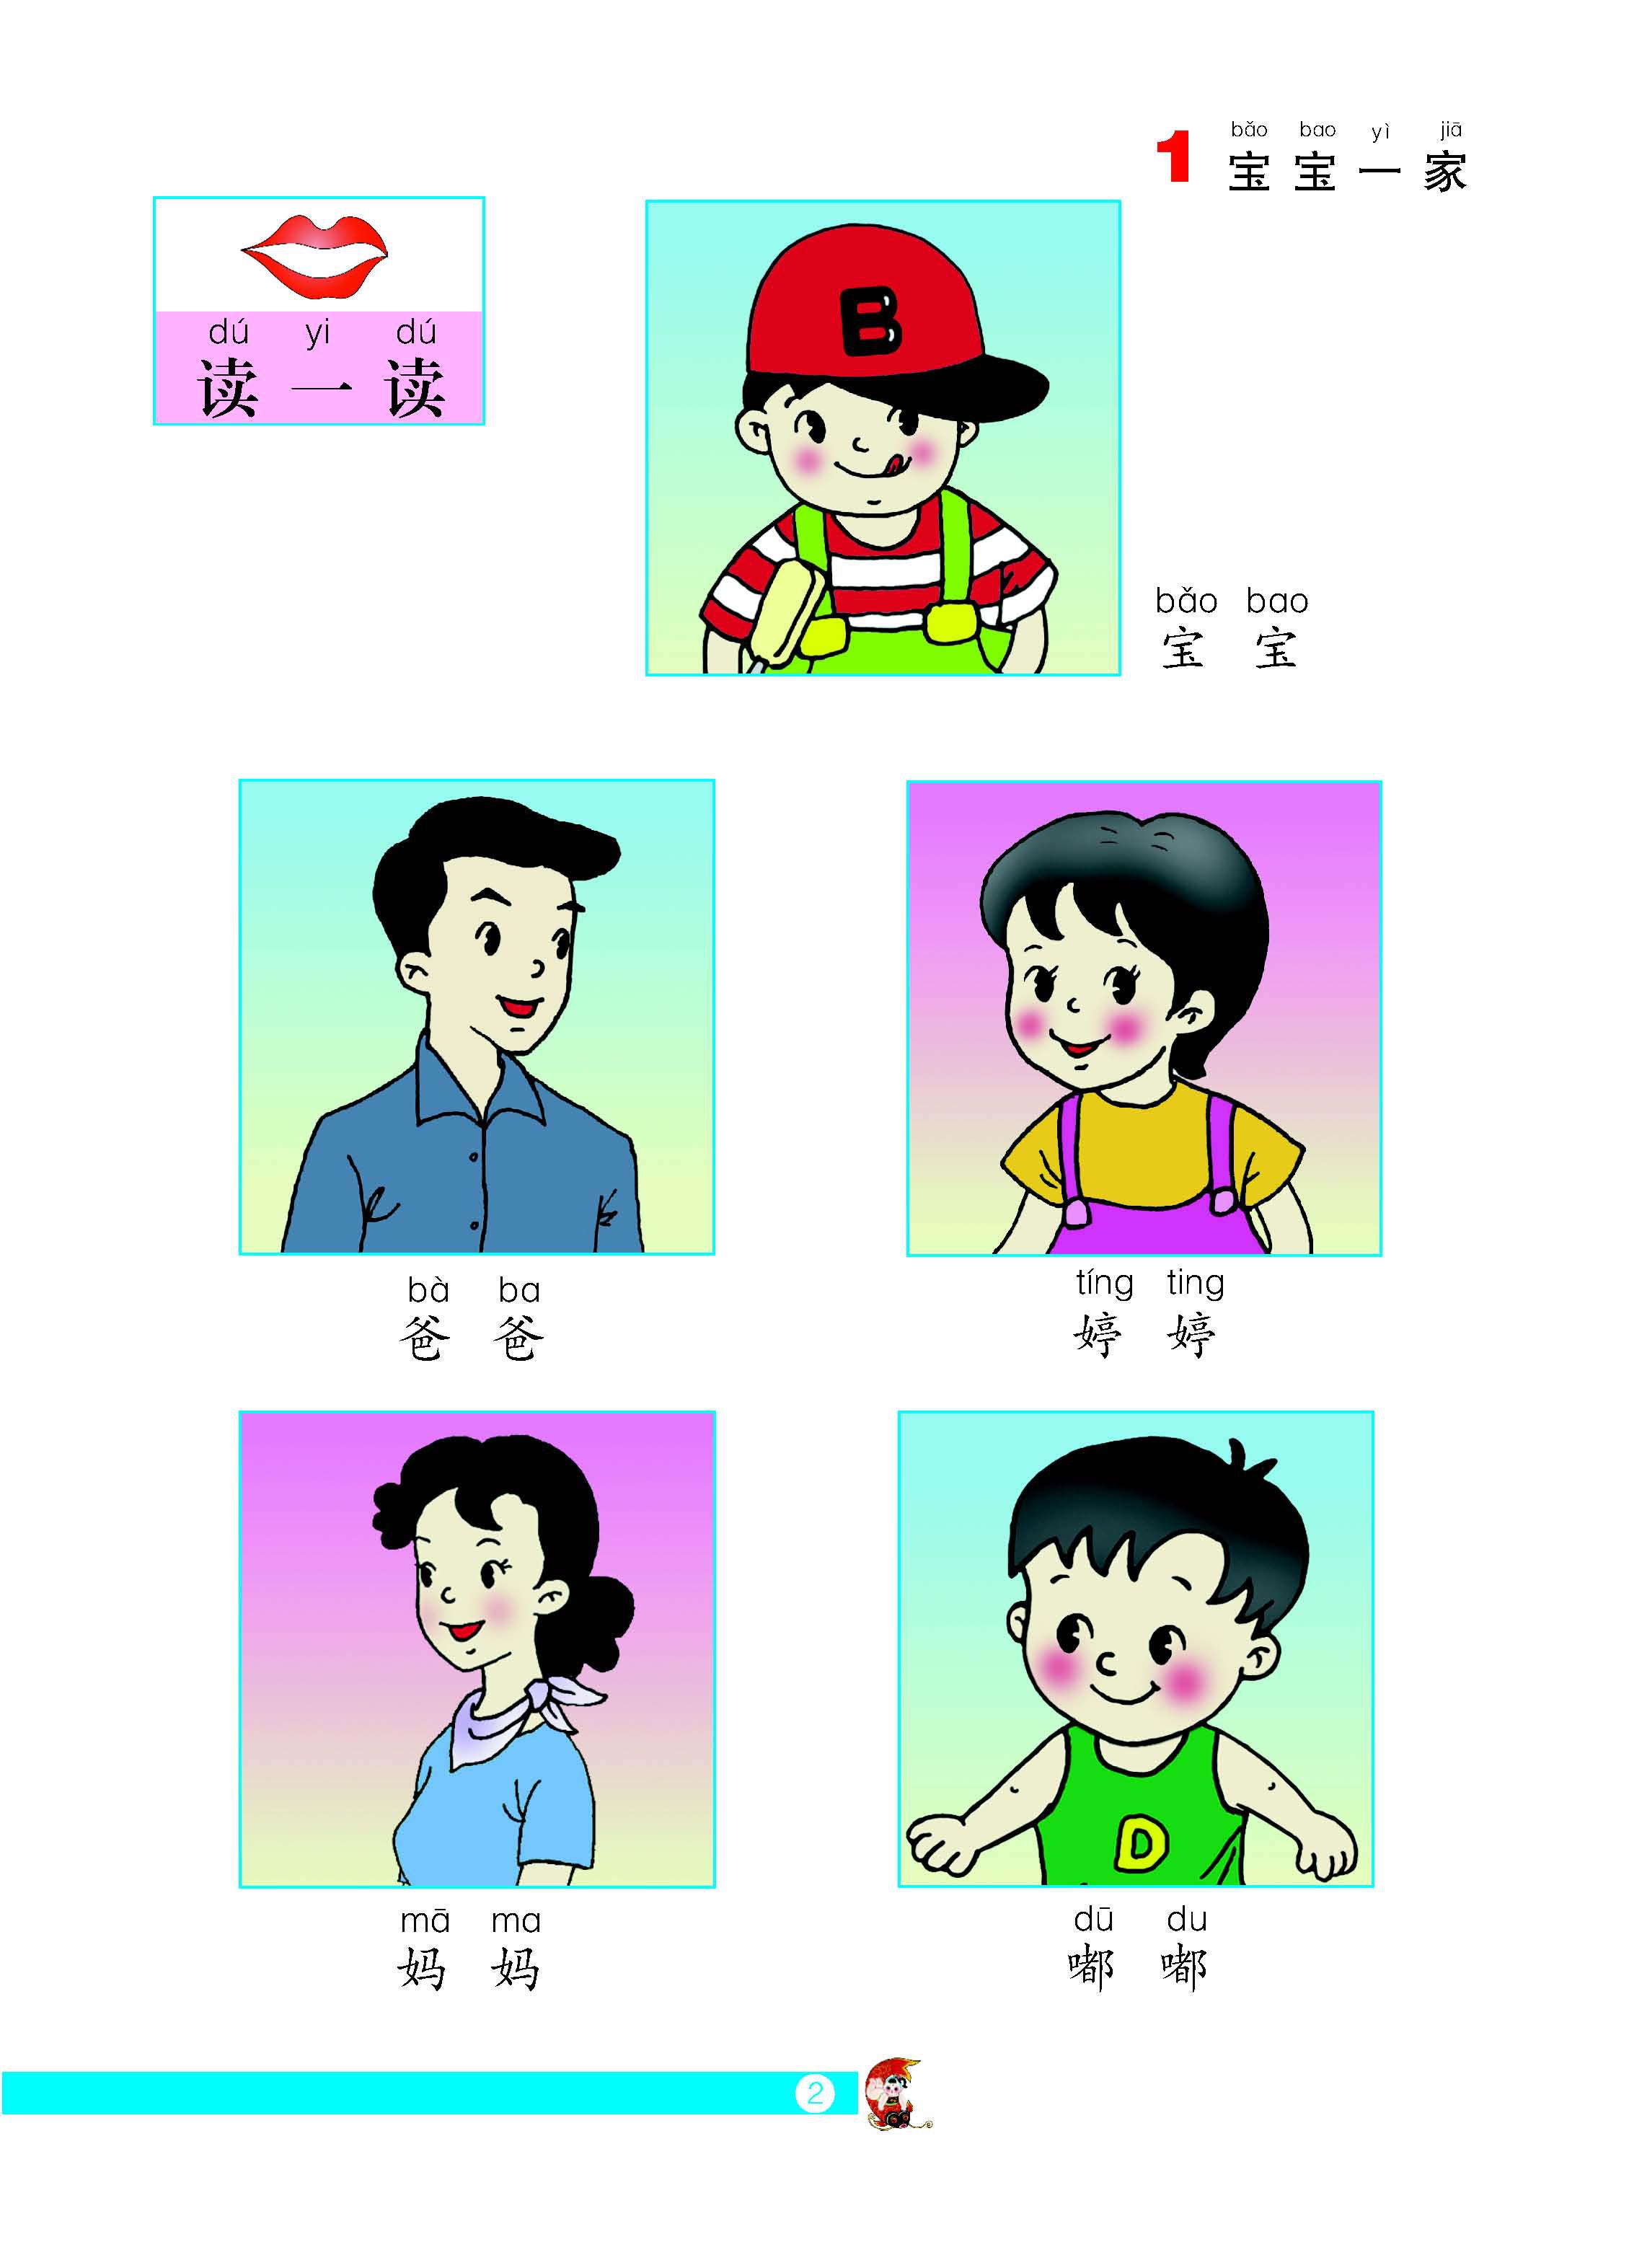 1
bǎo bao yì jiā
宝宝一家
dú yi dú
读一读
B
bǎo bao
宝宝
bà ba
爸爸
tíng ting
婷婷
mā ma
妈妈
D
dū du
嘟嘟
2